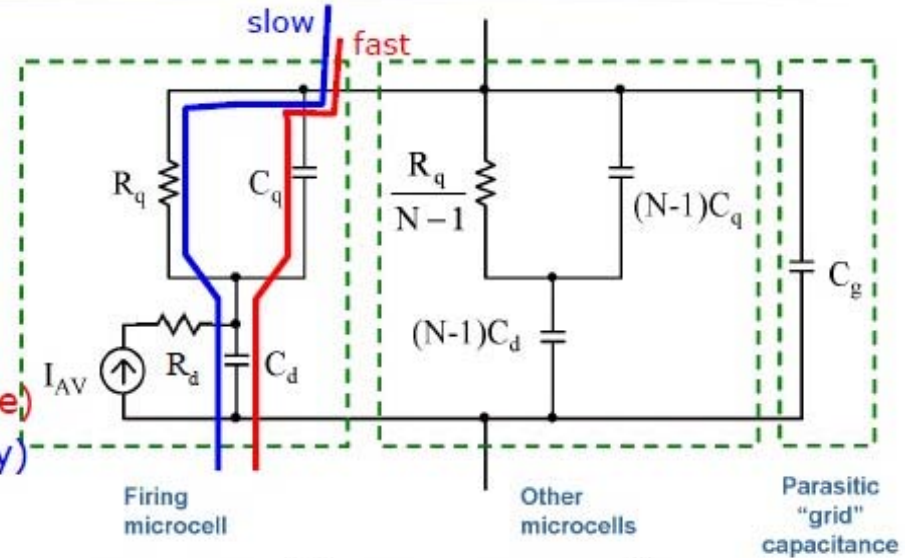 slow
fast
R_q
C_q
R_q
N−1
(N-1)C_q
C_g
(N-1)C_d
I_AV
R_d
C_d
e)
y)
Firing
microcell
Other
microcells
Parasitic
"grid"
capacitance